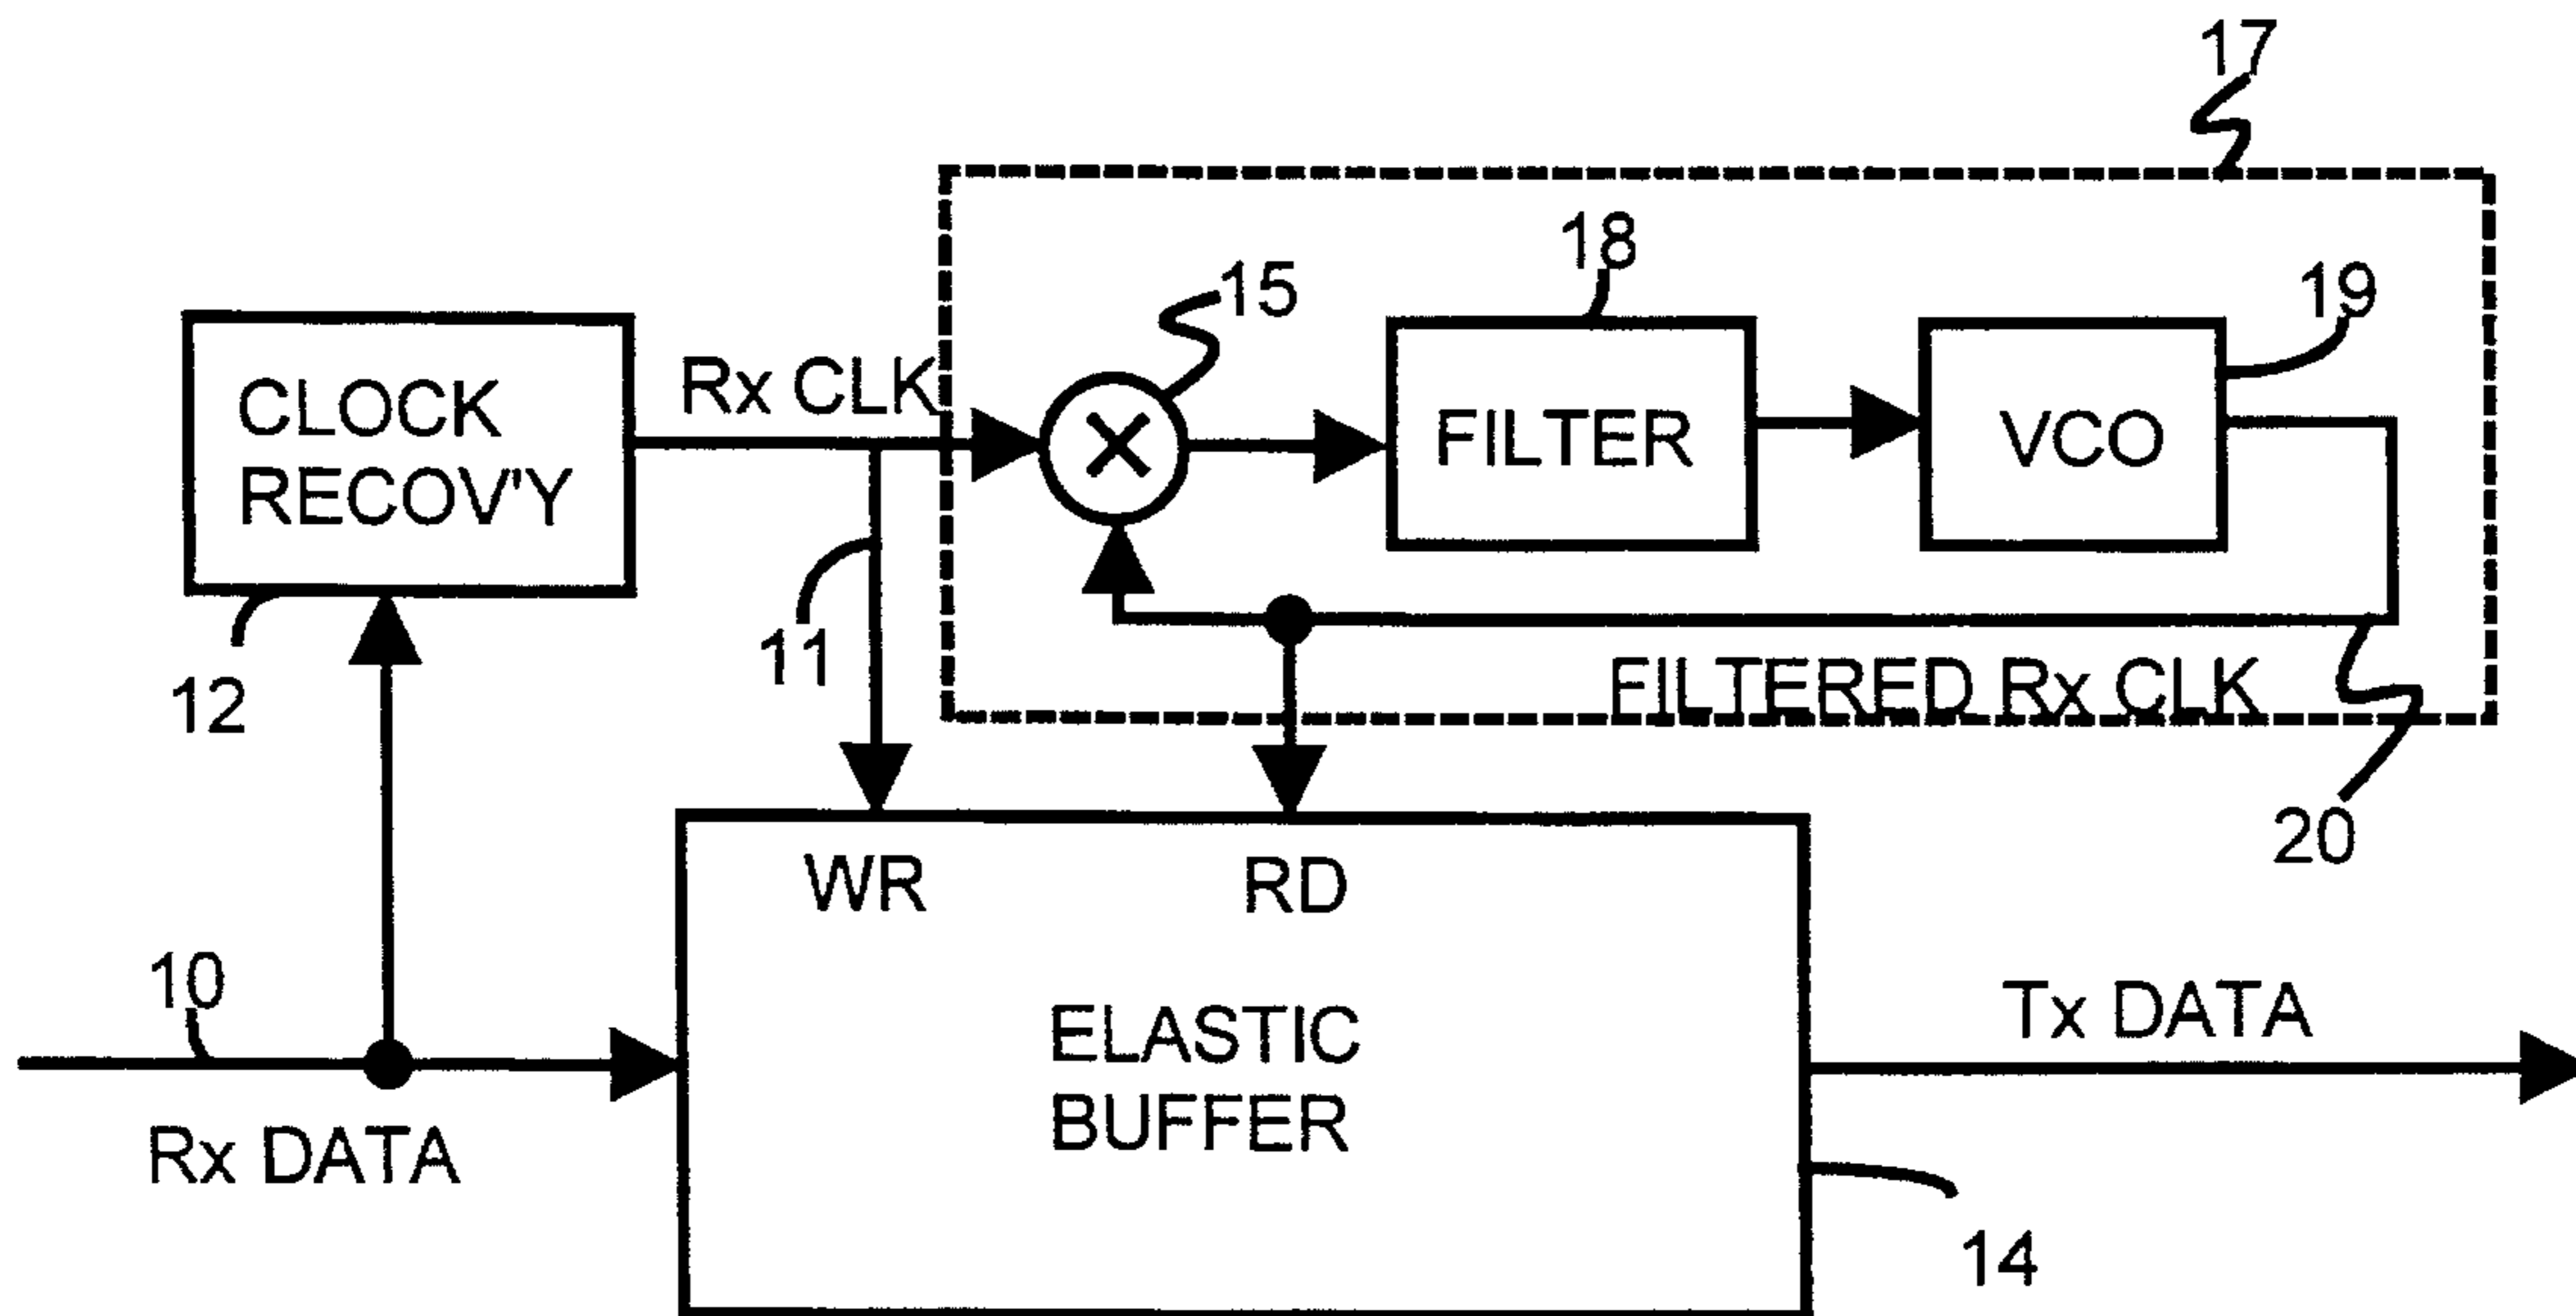 17
18
15
19
Rx CLK
CLOCK
RECOV'Y
FILTER
VCO
11
12
FILTERED Rx CLK
20
WR
RD
10
Tx DATA
ELASTIC
BUFFER
Rx DATA
14